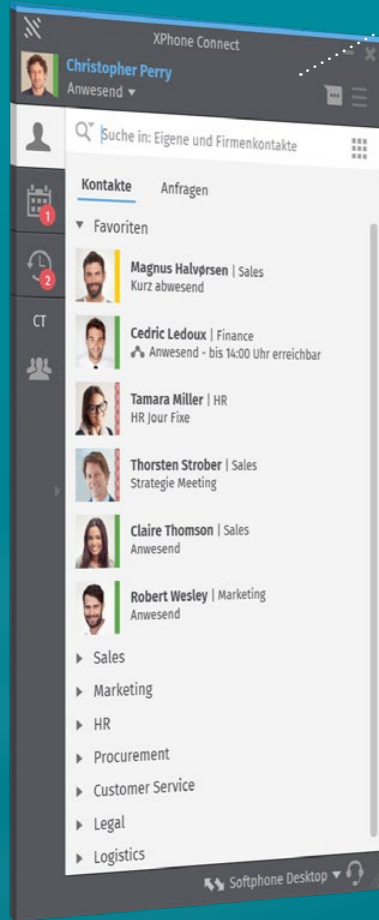 XPhone Connect
Christopher Perry
Anwesend
Suche in: Eigene und Firmenkontakte
Kontakte Anfragen
Favoriten
1
Magnus Halvørsen | Sales
Kurz abwesend
2
Cedric Ledoux | Finance
Anwesend - bis 14:00 Uhr erreichbar
CT
Tamara Miller | HR
HR Jour Fixe
Thorsten Strober | Sales
Strategie Meeting
Claire Thomson | Sales
Anwesend
Robert Wesley | Marketing
Anwesend
Sales
Marketing
HR
Procurement
Customer Service
Legal
Logistics
Softphone Desktop